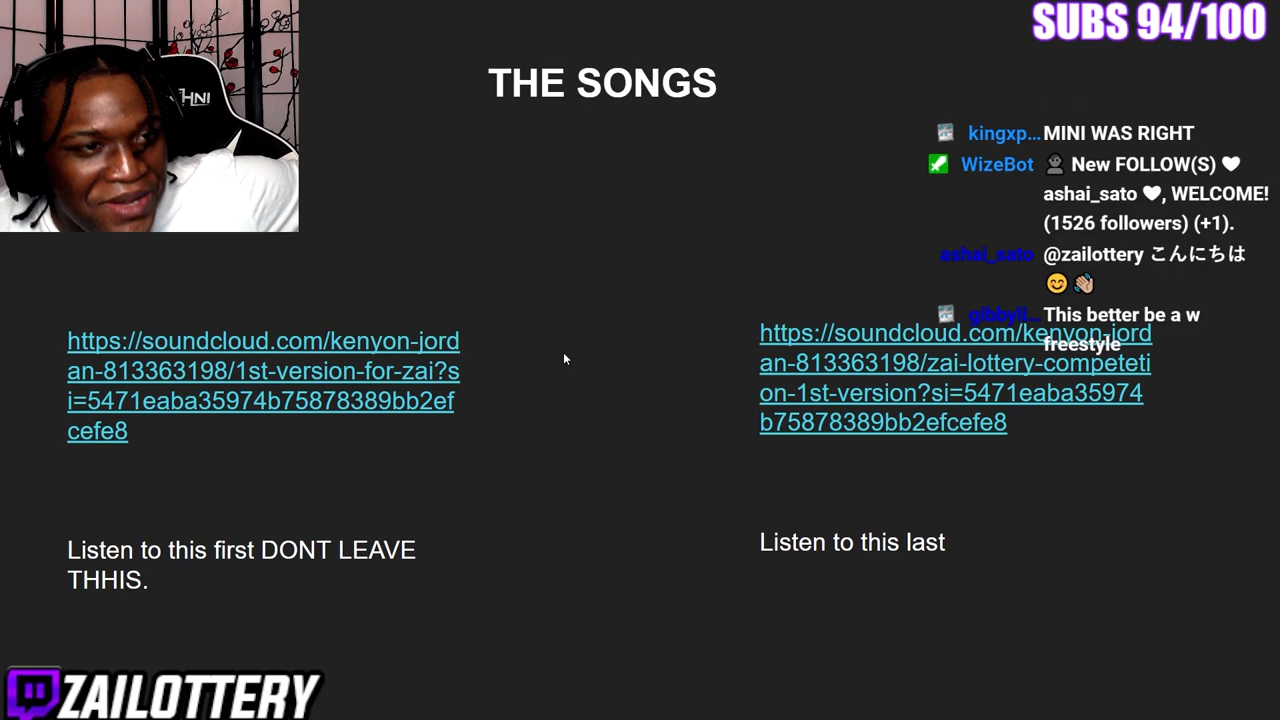 SUBS 94/100
THE SONGS
kingxp... MINI WAS RIGHT
WizeBot New FOLLOW(S)
ashai_sato , WELCOME!
(1526 followers) (+1).
ashai_sato @zailottery こんにちは
gibbyli... This better be a w
freestyle
https://soundcloud.com/kenyon-jord
an-813363198/1st-version-for-zai?s
i=5471eaba35974b75878389bb2ef
cefe8
https://soundcloud.com/kenyon-jord
an-813363198/zai-lottery-competeti
on-1st-version?si=5471eaba35974
b75878389bb2efcefe8
Listen to this first DONT LEAVE
THHIS.
Listen to this last
ZAILOTTERY